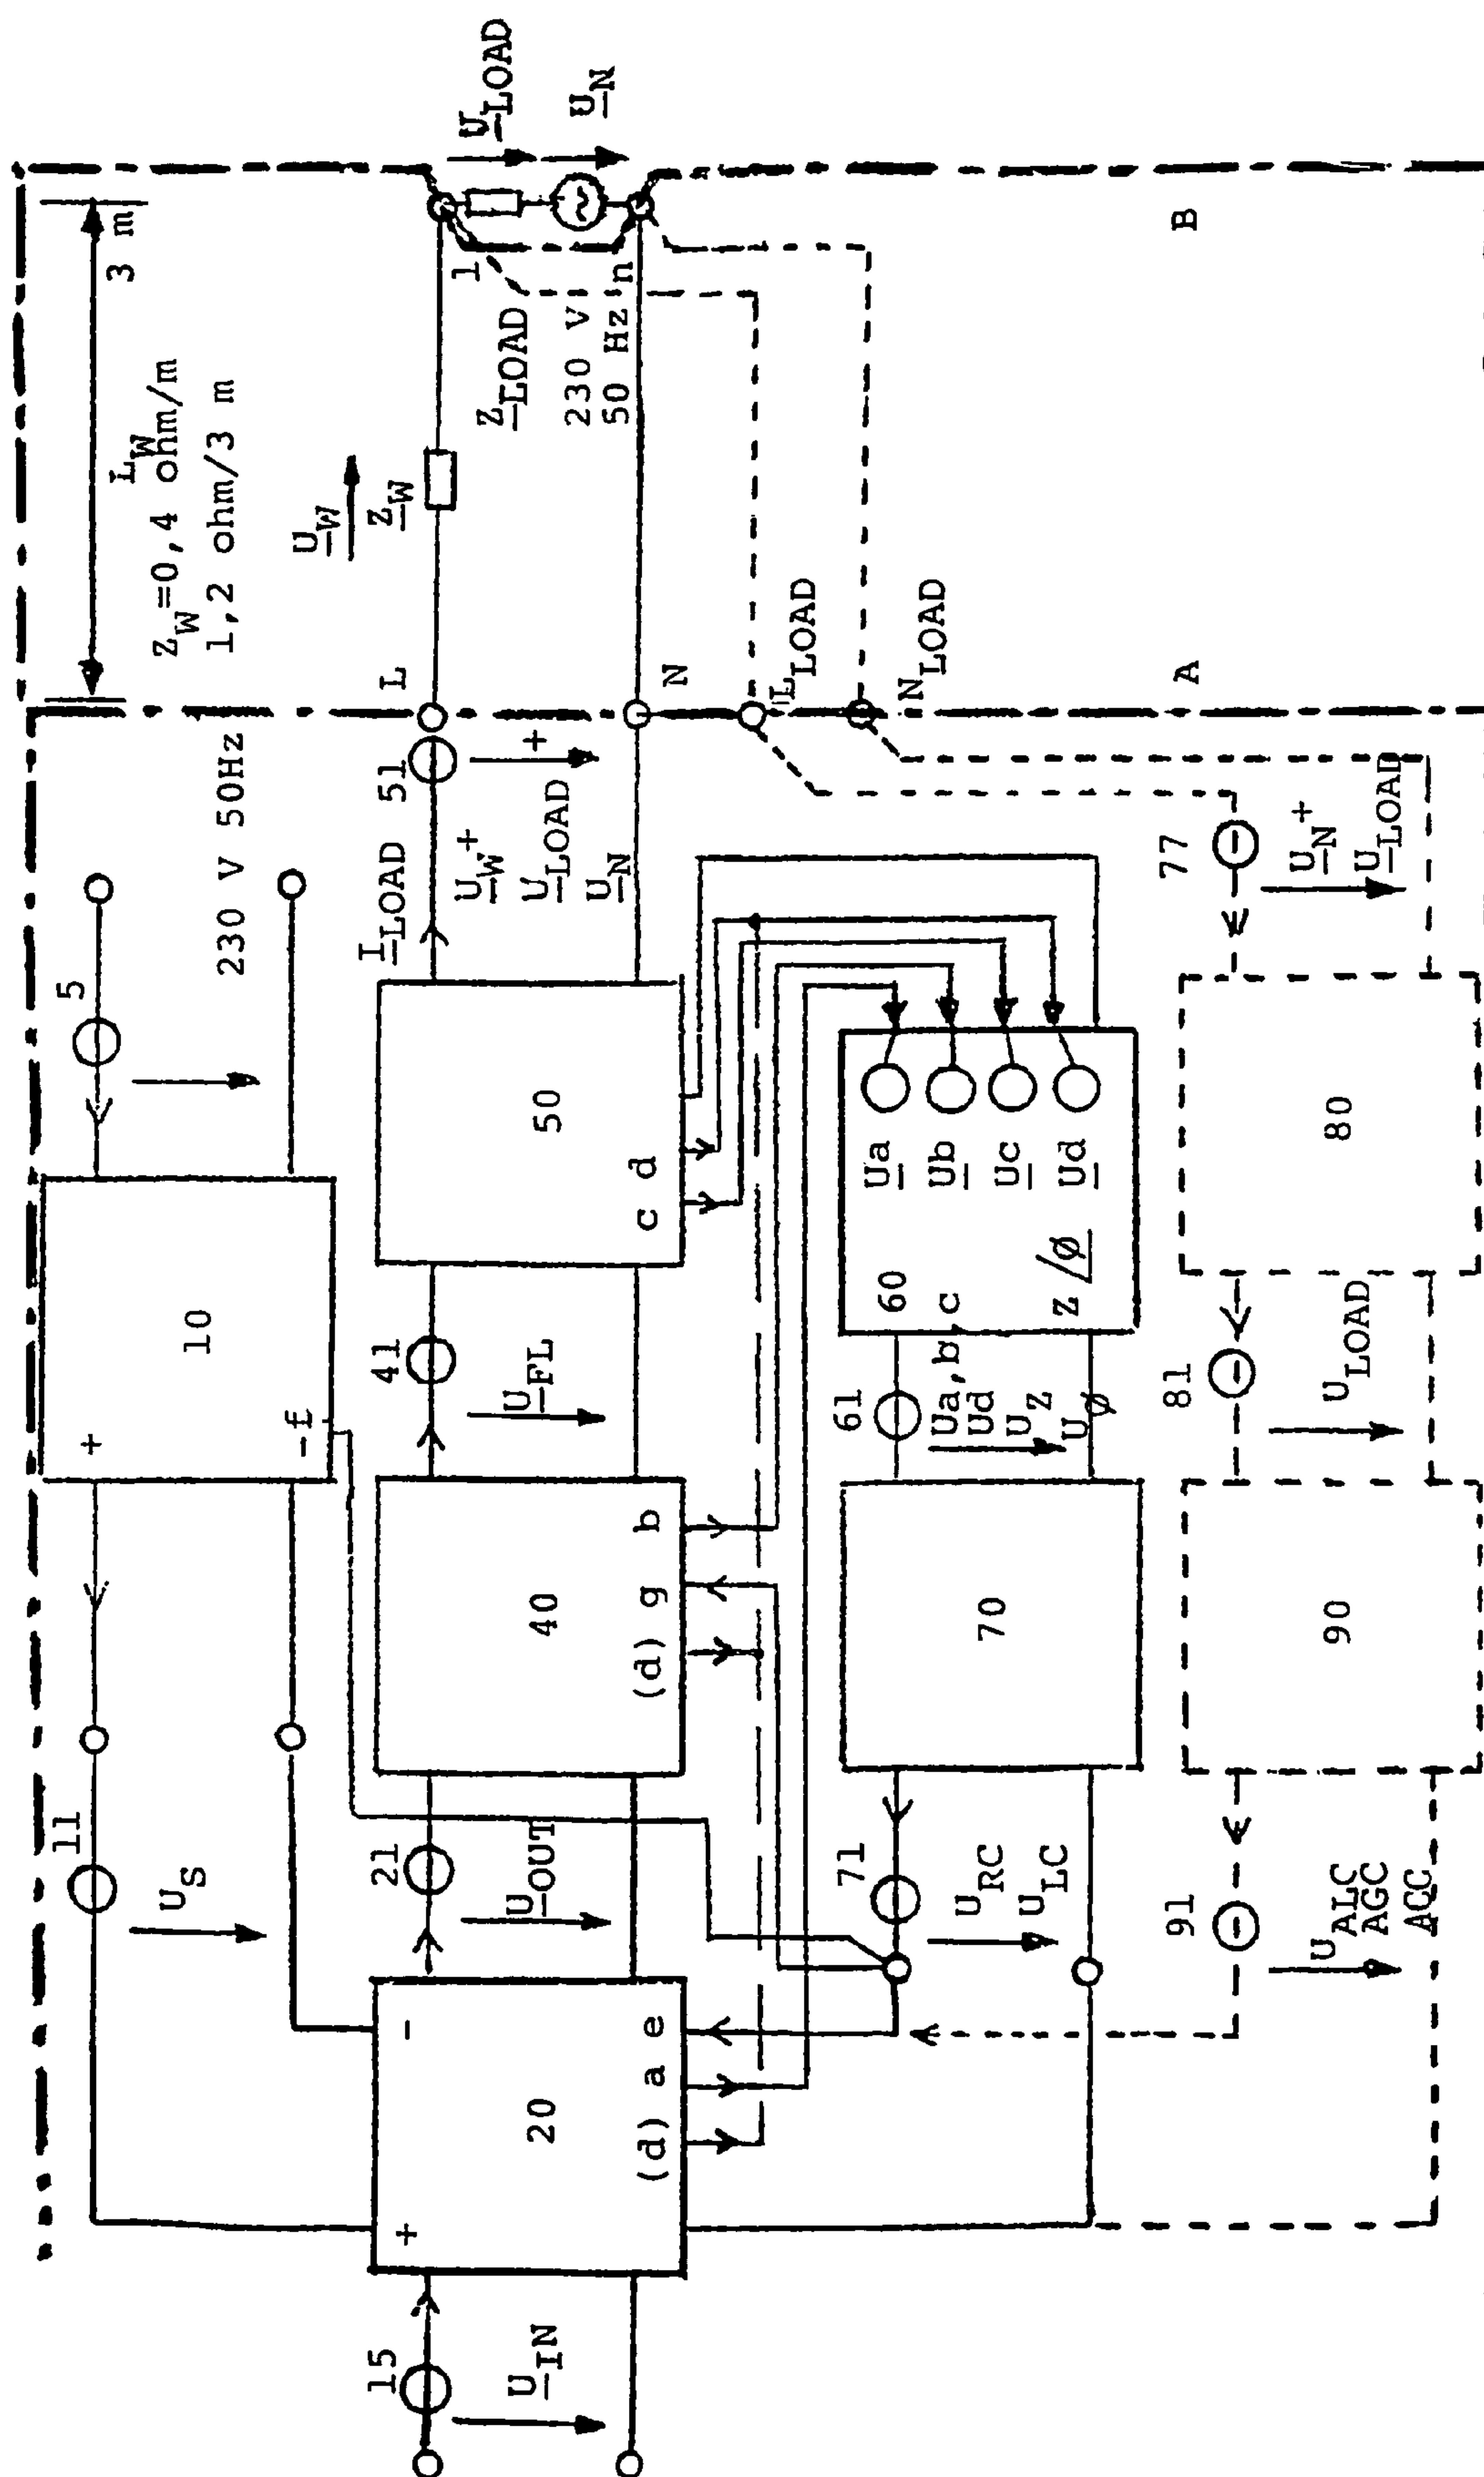 3 m
L_W
Z_W=0,4 ohm/m
1,2 ohm/3 m
5
230 V 50Hz
10
+
-f
11
U_S
U_W
Z_W
L
N
L_LOAD
N_LOAD
l
n
Z_LOAD
230 V
50 Hz
U_LOAD
U_N
A
B
15
U_IN
20
+
-
(d) a e
21
U_OUT
40
(d) g b
41
U_FL
50
c d
I_LOAD
51
U_W+
U_LOAD
+
U_N
60
Ua
Ub
Uc
Ud
Z /Ø
61
Ua,b,c
Ud
U_Z
U_Ø
70
71
U_RC
U_LC
77
U_N+
U_LOAD
80
81
U_LOAD
90
91
U_ALC
AGC
ACC